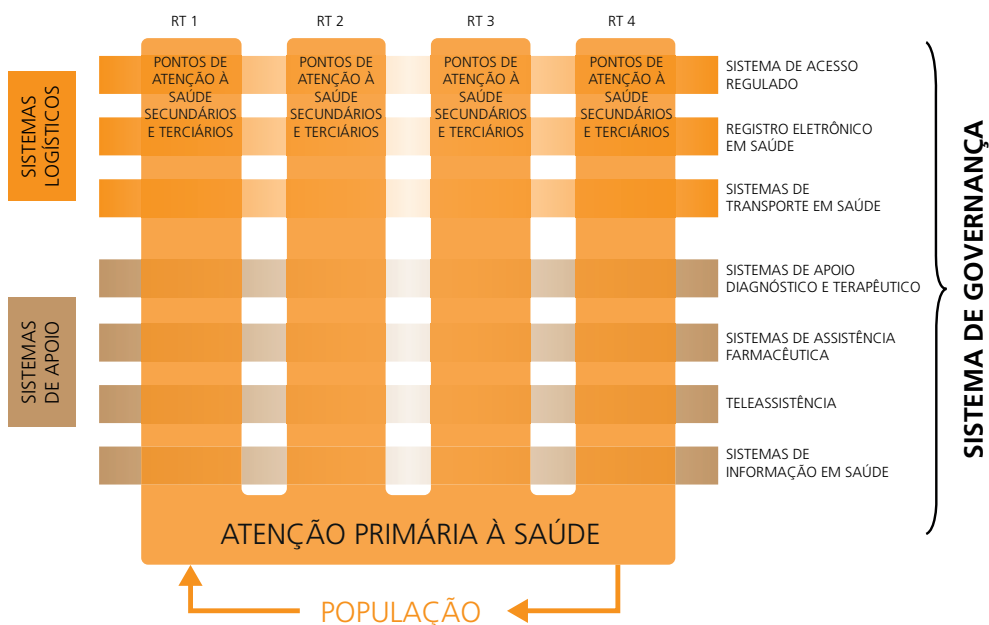 RT 1
RT 2
RT 3
RT 4
PONTOS DE
ATENÇÃO À
SAÚDE
SECUNDÁRIOS
E TERCIÁRIOS
PONTOS DE
ATENÇÃO À
SAÚDE
SECUNDÁRIOS
E TERCIÁRIOS
PONTOS DE
ATENÇÃO À
SAÚDE
SECUNDÁRIOS
E TERCIÁRIOS
PONTOS DE
ATENÇÃO À
SAÚDE
SECUNDÁRIOS
E TERCIÁRIOS
SISTEMAS
LOGÍSTICOS
SISTEMA DE ACESSO
REGULADO
REGISTRO ELETRÔNICO
EM SAÚDE
SISTEMAS DE
TRANSPORTE EM SAÚDE
SISTEMAS
DE APOIO
SISTEMAS DE APOIO
DIAGNÓSTICO E TERAPÊUTICO
SISTEMAS DE ASSISTÊNCIA
FARMACÊUTICA
TELEASSISTÊNCIA
SISTEMAS DE
INFORMAÇÃO EM SAÚDE
SISTEMA DE GOVERNANÇA
ATENÇÃO PRIMÁRIA À SAÚDE
POPULAÇÃO